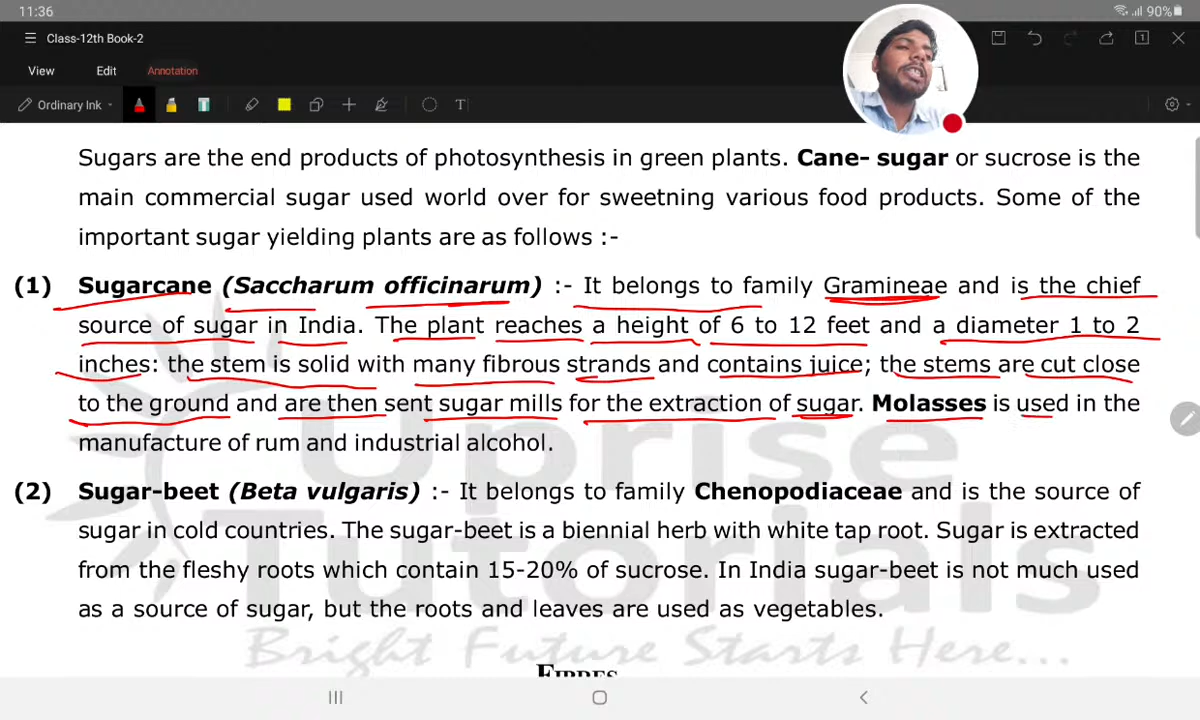 11:36
90%
Class-12th Book-2
1
View Edit Annotation
Ordinary Ink
T
Sugars are the end products of photosynthesis in green plants. Cane- sugar or sucrose is the
main commercial sugar used world over for sweetning various food products. Some of the
important sugar yielding plants are as follows :-
(1) Sugarcane (Saccharum officinarum) :- It belongs to family Gramineae and is the chief
source of sugar in India. The plant reaches a height of 6 to 12 feet and a diameter 1 to 2
inches: the stem is solid with many fibrous strands and contains juice; the stems are cut close
to the ground and are then sent sugar mills for the extraction of sugar. Molasses is used in the
manufacture of rum and industrial alcohol.
(2) Sugar-beet (Beta vulgaris) :- It belongs to family Chenopodiaceae and is the source of
sugar in cold countries. The sugar-beet is a biennial herb with white tap root. Sugar is extracted
from the fleshy roots which contain 15-20% of sucrose. In India sugar-beet is not much used
as a source of sugar, but the roots and leaves are used as vegetables.
Uprise
Tutorials
Bright Future Starts Here...
FIBRES